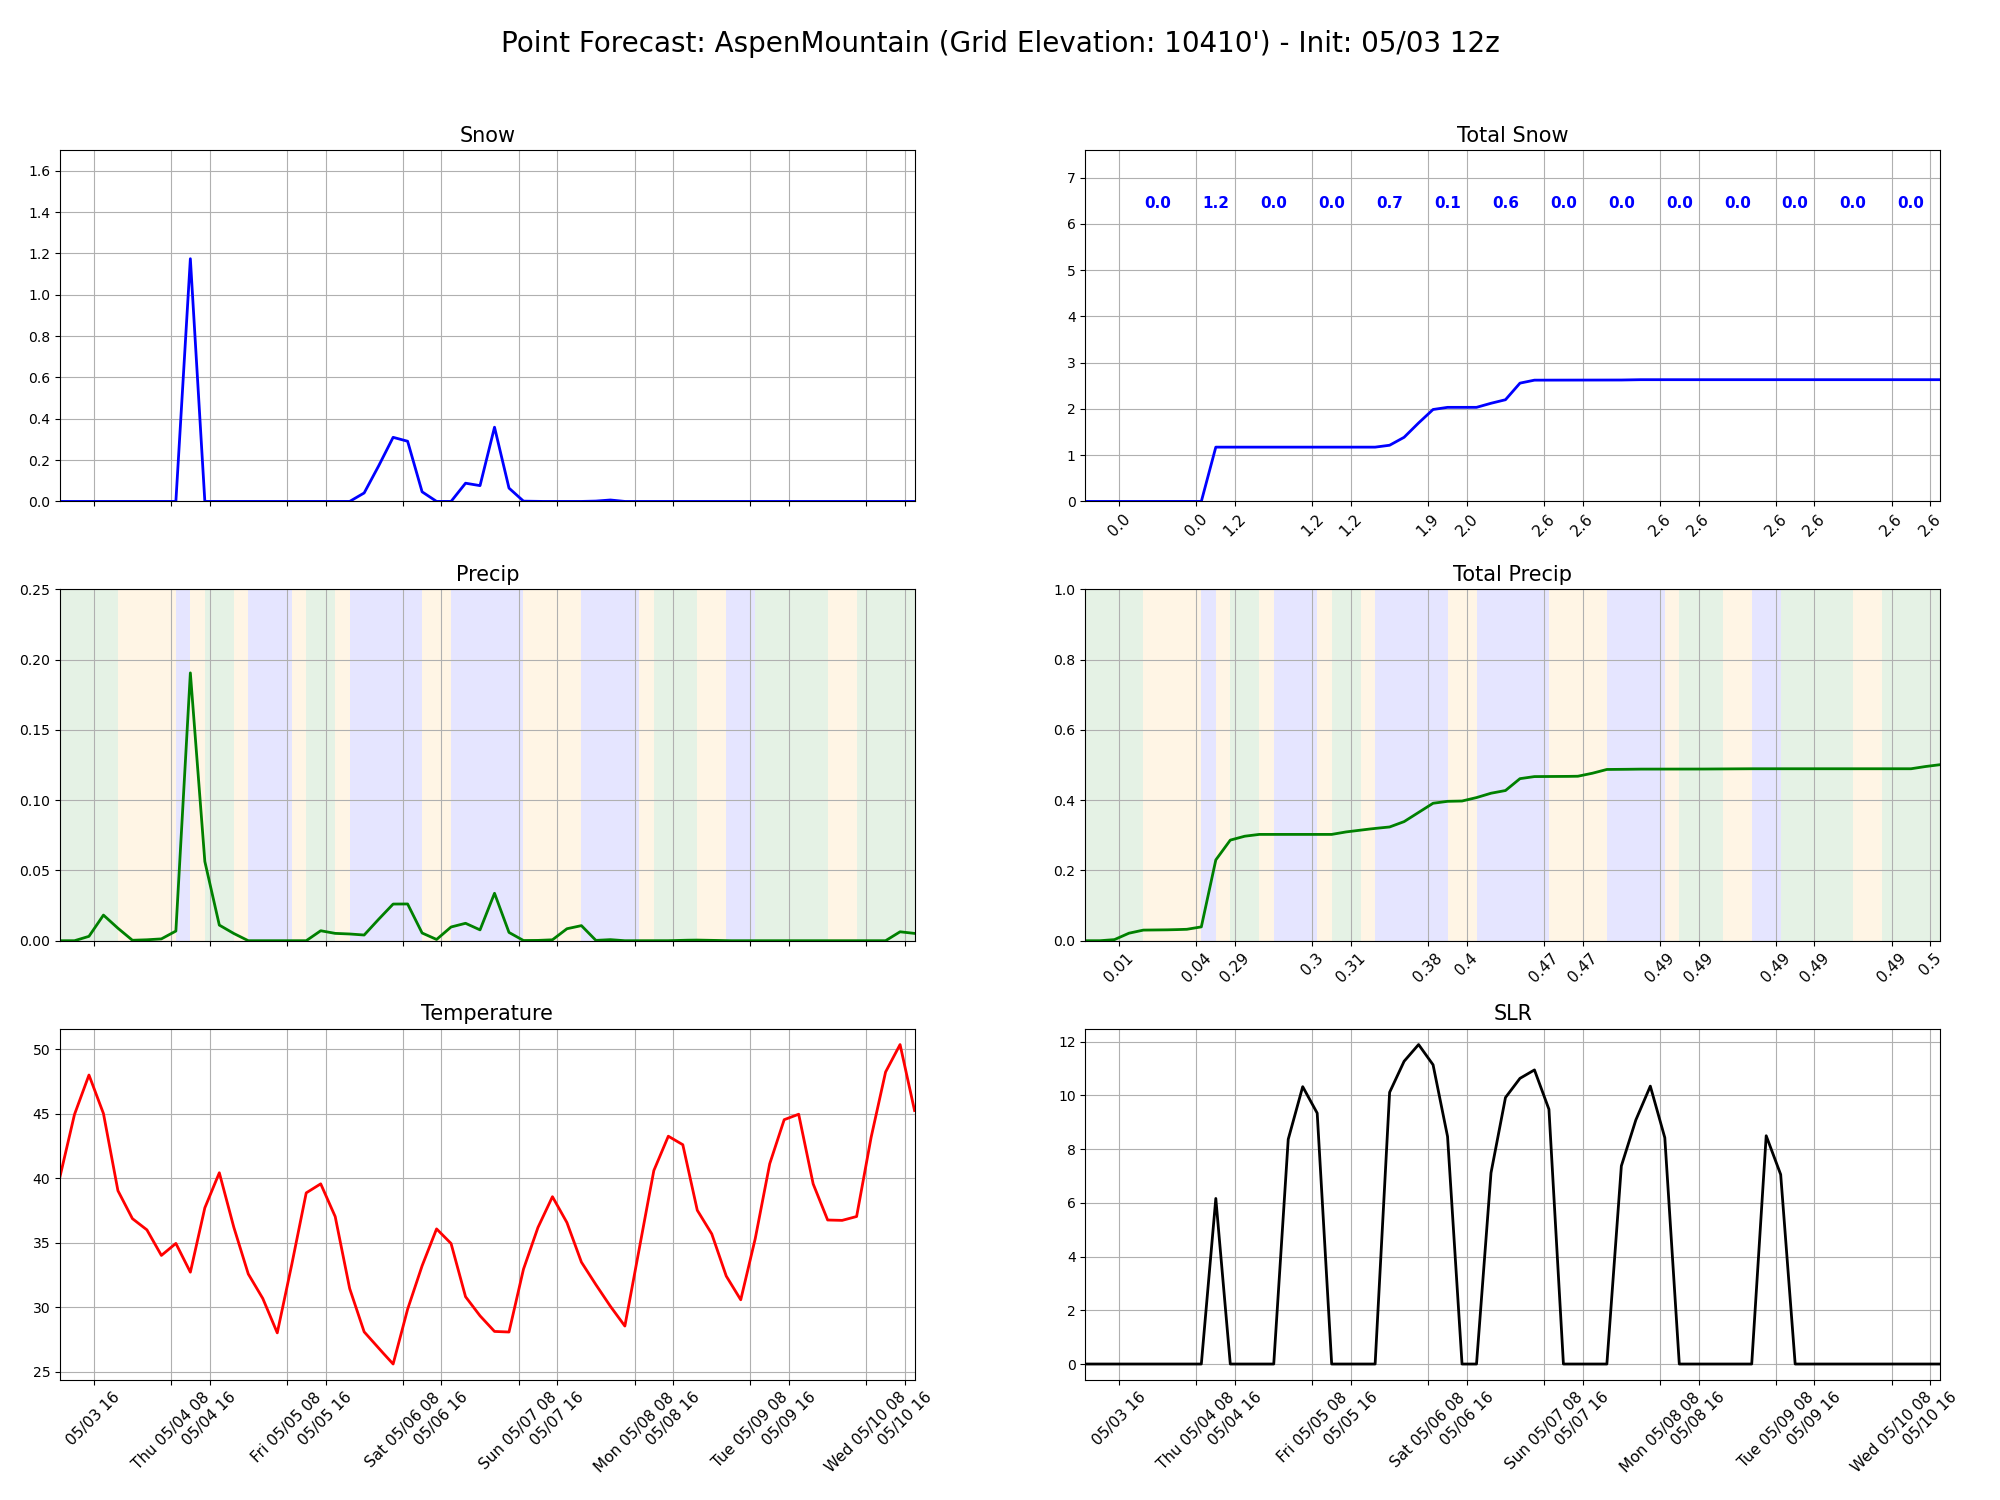 Point Forecast: AspenMountain (Grid Elevation: 10410') - Init: 05/03 12z
Snow
1.6
1.4
1.2
1.0
0.8
0.6
0.4
0.2
0.0
Total Snow
7
6
5
4
3
2
1
0
0.0 1.2 0.0 0.0 0.7 0.1 0.6 0.0 0.0 0.0 0.0 0.0 0.0 0.0
0.0 0.0 1.2 1.2 1.2 1.9 2.0 2.6 2.6 2.6 2.6 2.6 2.6 2.6 2.6
Precip
0.25
0.20
0.15
0.10
0.05
0.00
Total Precip
1.0
0.8
0.6
0.4
0.2
0.0
0.01 0.04 0.29 0.3 0.31 0.38 0.4 0.47 0.47 0.49 0.49 0.49 0.49 0.49 0.5
Temperature
50
45
40
35
30
25
05/03 16
Thu 05/04 08
05/04 16
Fri 05/05 08
05/05 16
Sat 05/06 08
05/06 16
Sun 05/07 08
05/07 16
Mon 05/08 08
05/08 16
Tue 05/09 08
05/09 16
Wed 05/10 08
05/10 16
SLR
12
10
8
6
4
2
0
05/03 16
Thu 05/04 08
05/04 16
Fri 05/05 08
05/05 16
Sat 05/06 08
05/06 16
Sun 05/07 08
05/07 16
Mon 05/08 08
05/08 16
Tue 05/09 08
05/09 16
Wed 05/10 08
05/10 16